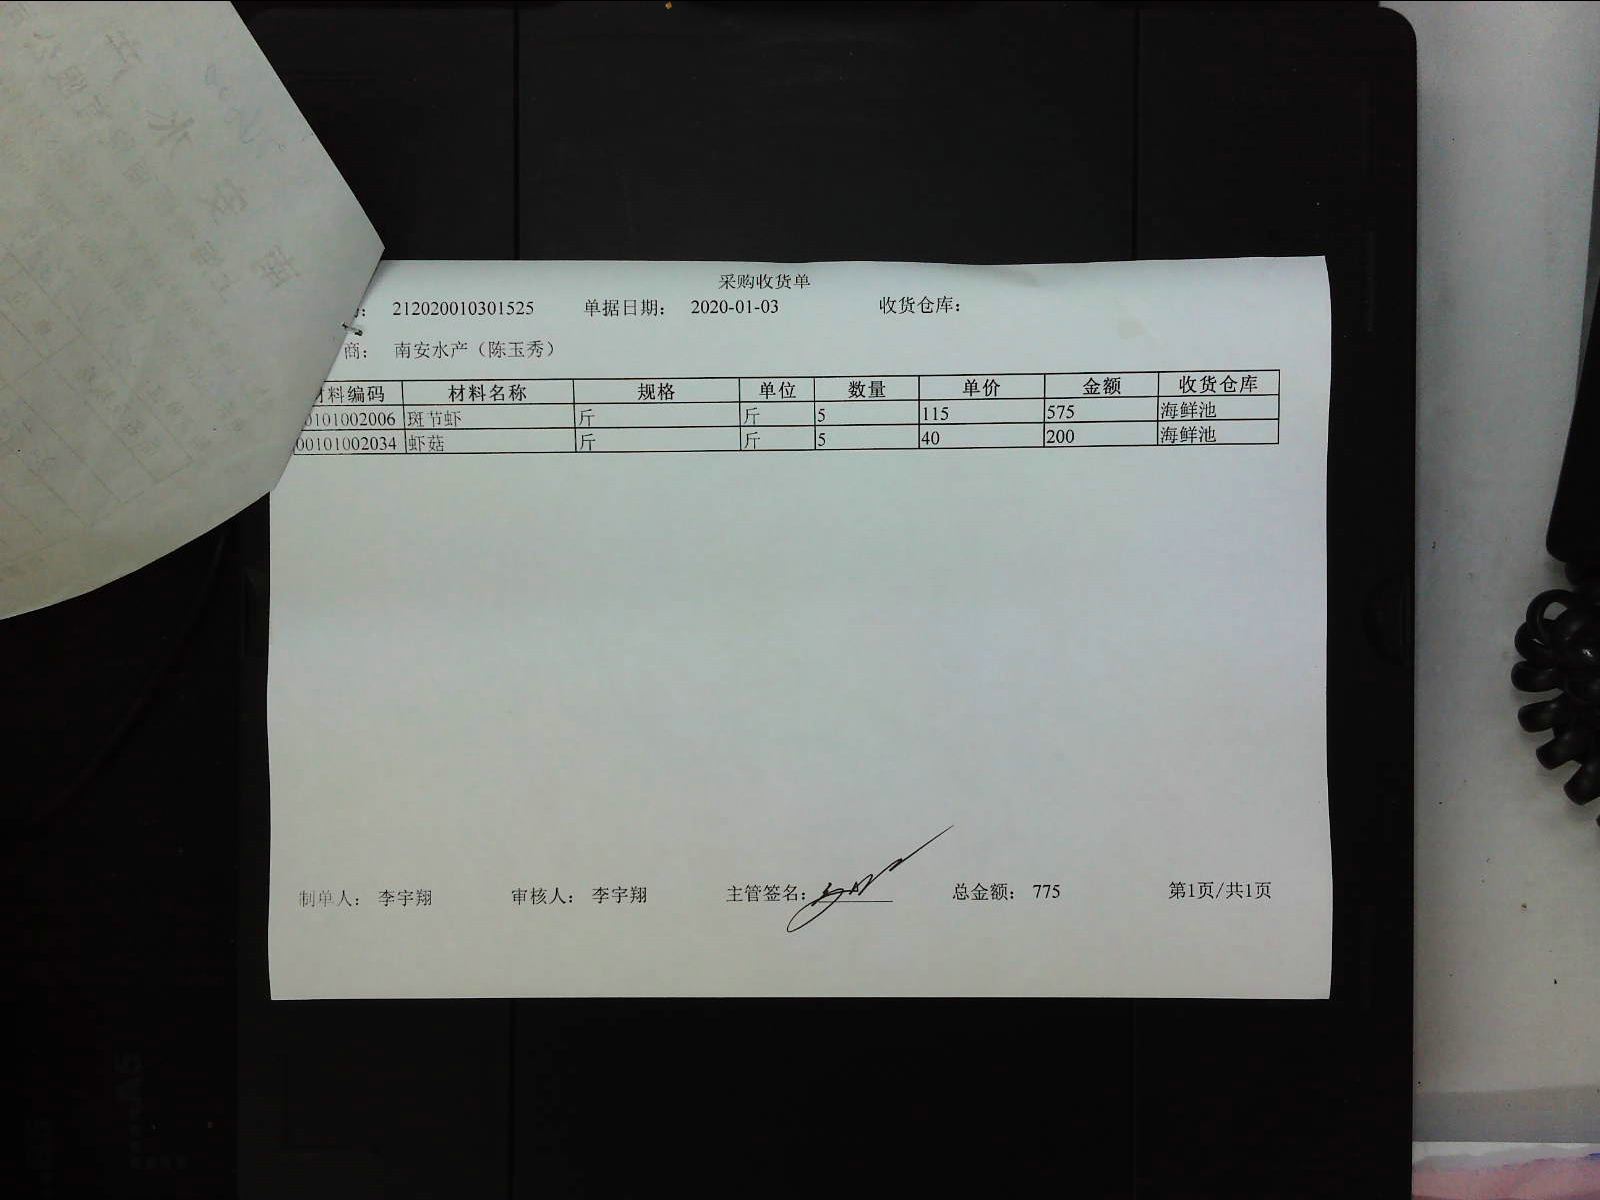 采购收货单
212020010301525 单据日期： 2020-01-03 收货仓库：
商： 南安水产（陈玉秀）
材料编码 材料名称 规格 单位 数量 单价 金额 收货仓库
0101002006 斑节虾 斤 斤 5 115 575 海鲜池
00101002034 虾菇 斤 斤 5 40 200 海鲜池
制单人： 李宇翔 审核人： 李宇翔 主管签名： 总金额： 775 第1页/共1页